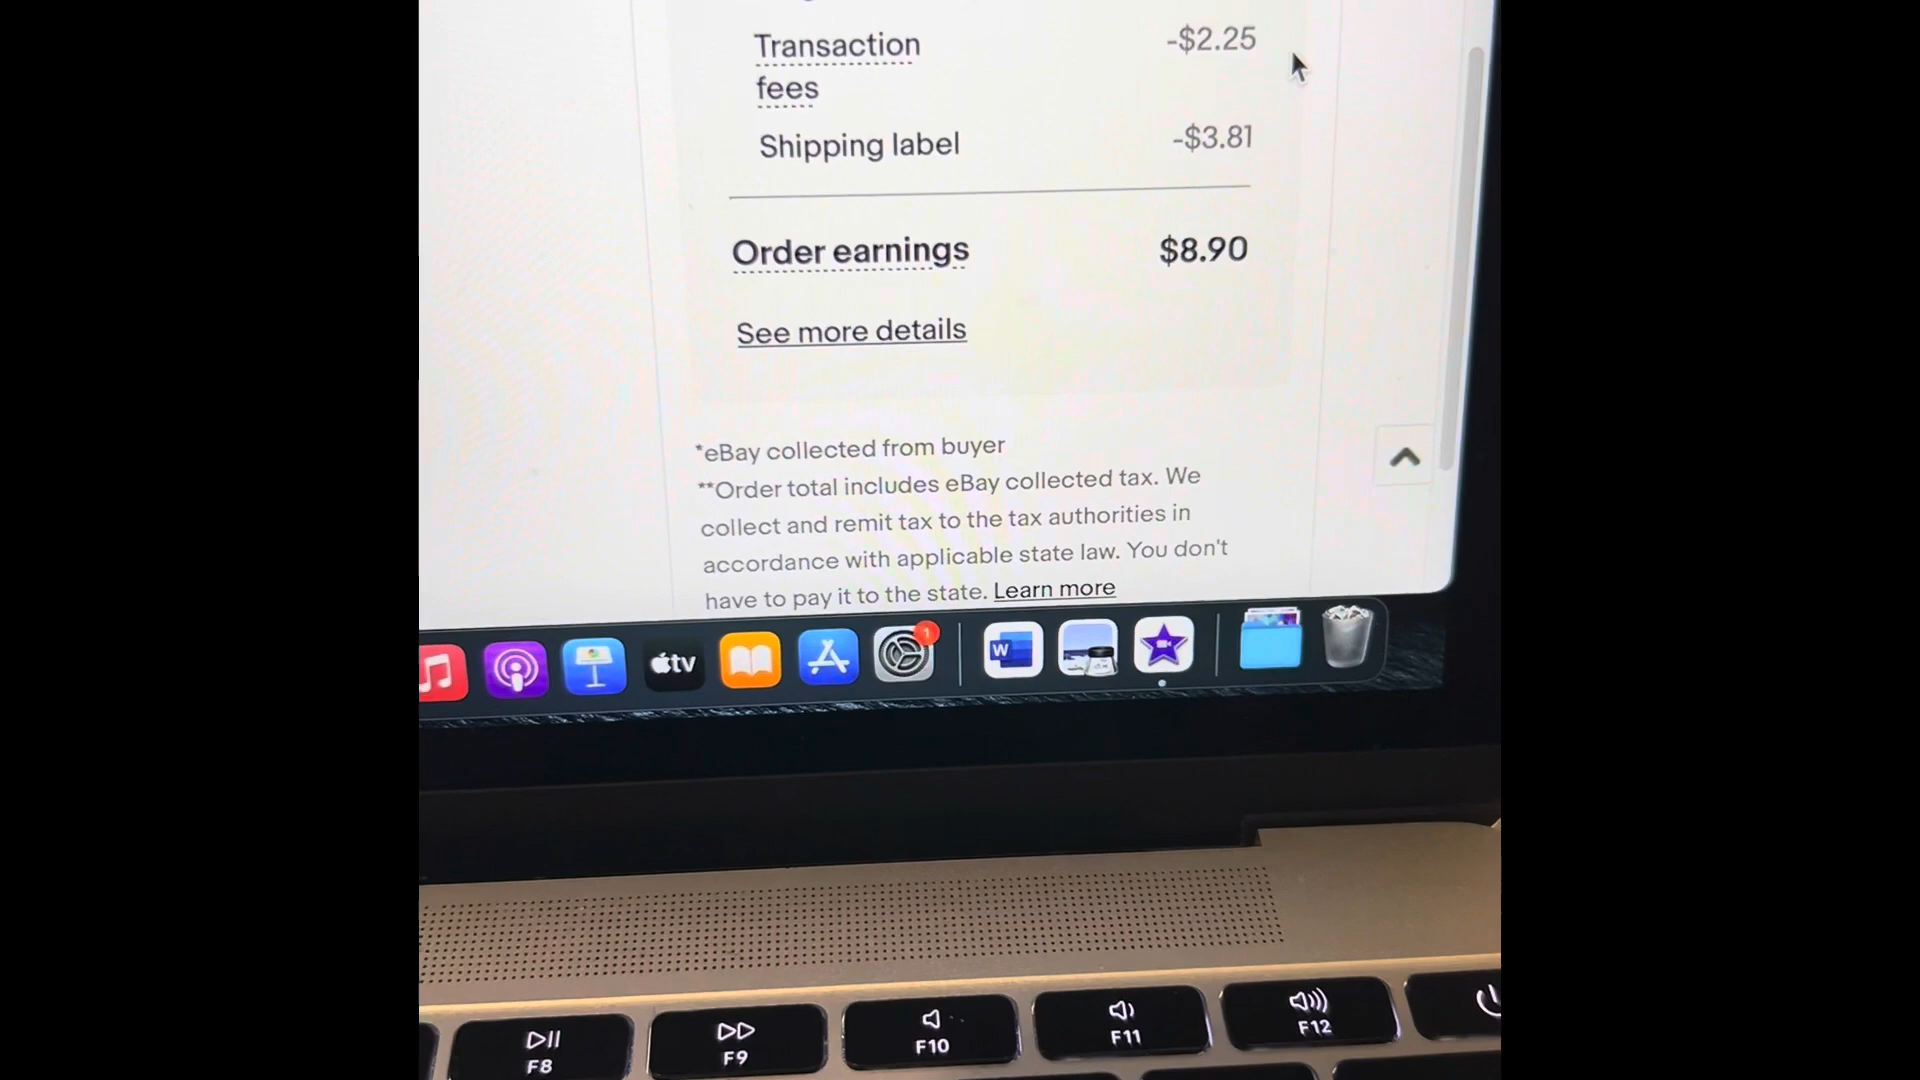 Transaction -$2.25
fees
Shipping label -$3.81
Order earnings $8.90
See more details
*eBay collected from buyer
**Order total includes eBay collected tax. We
collect and remit tax to the tax authorities in
accordance with applicable state law. You don't
have to pay it to the state. Learn more
tv
1
W
F8
F9
F10
F11
F12